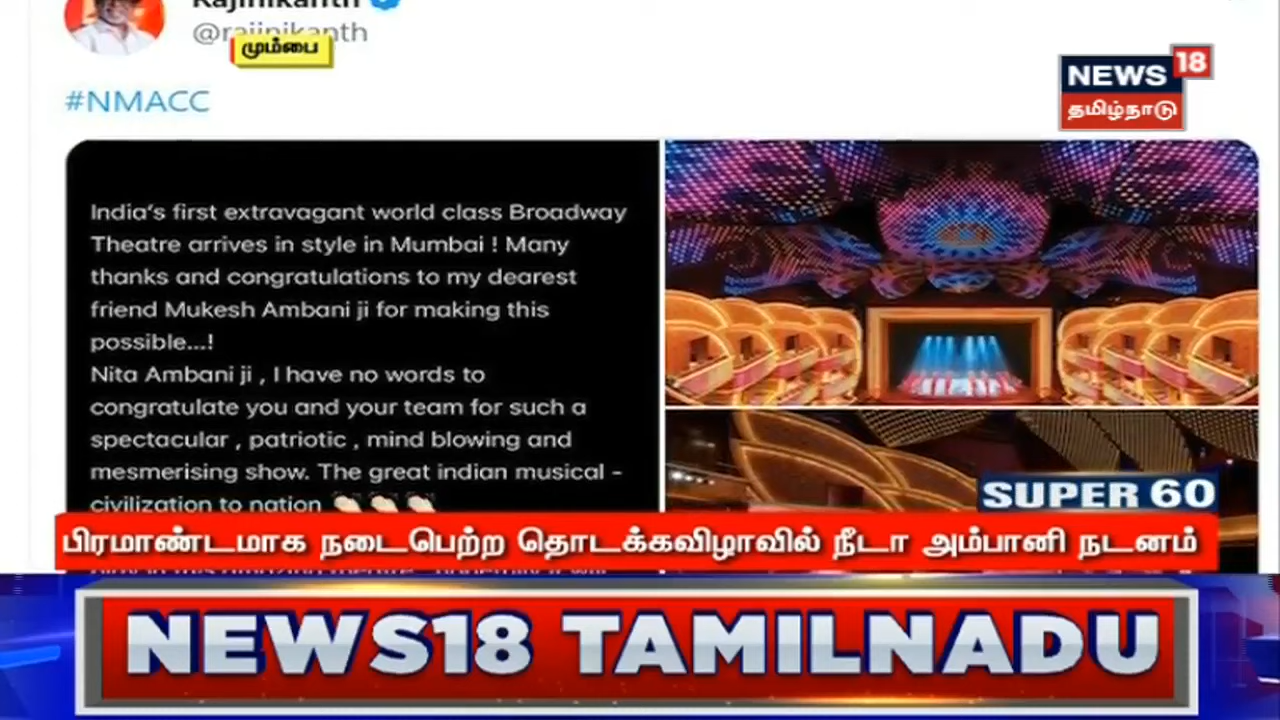 Rajinikanth
@rajinikanth
மும்பை
#NMACC
NEWS 18
தமிழ்நாடு
India's first extravagant world class Broadway
Theatre arrives in style in Mumbai ! Many
thanks and congratulations to my dearest
friend Mukesh Ambani ji for making this
possible...!
Nita Ambani ji , I have no words to
congratulate you and your team for such a
spectacular , patriotic , mind blowing and
mesmerising show. The great indian musical -
civilization to nation 👏🏻👏🏻👏🏻
SUPER 60
பிரமாண்டமாக நடைபெற்ற தொடக்கவிழாவில் நீடா அம்பானி நடனம்
NEWS18 TAMILNADU